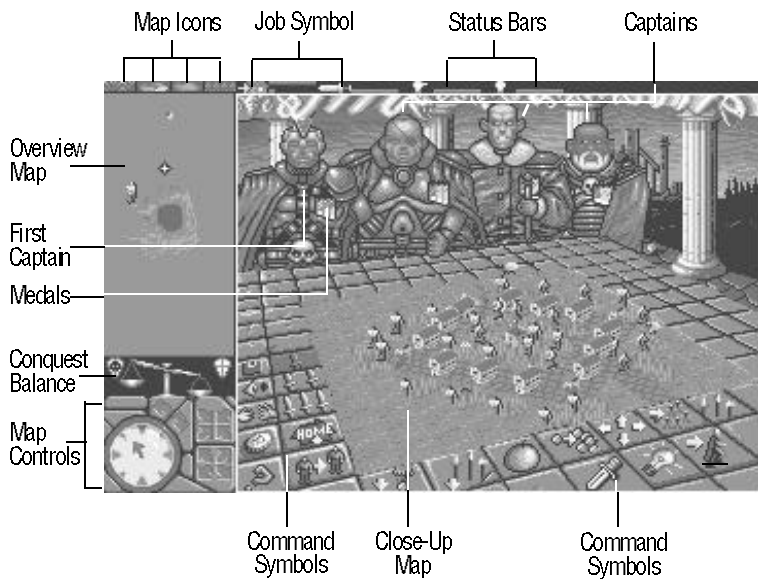 Map Icons
Job Symbol
Status Bars
Captains
Overview
Map
First
Captain
Medals
Conquest
Balance
Map
Controls
HOME
Command
Symbols
Close-Up
Map
Command
Symbols